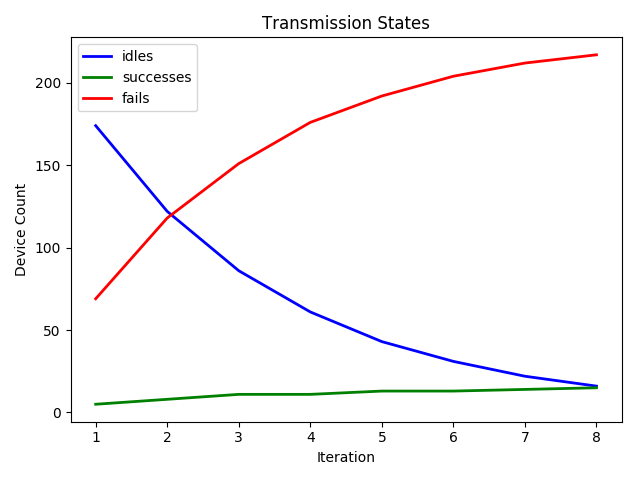 Transmission States
idles
successes
fails
Device Count
200
150
100
50
0
1 2 3 4 5 6 7 8
Iteration